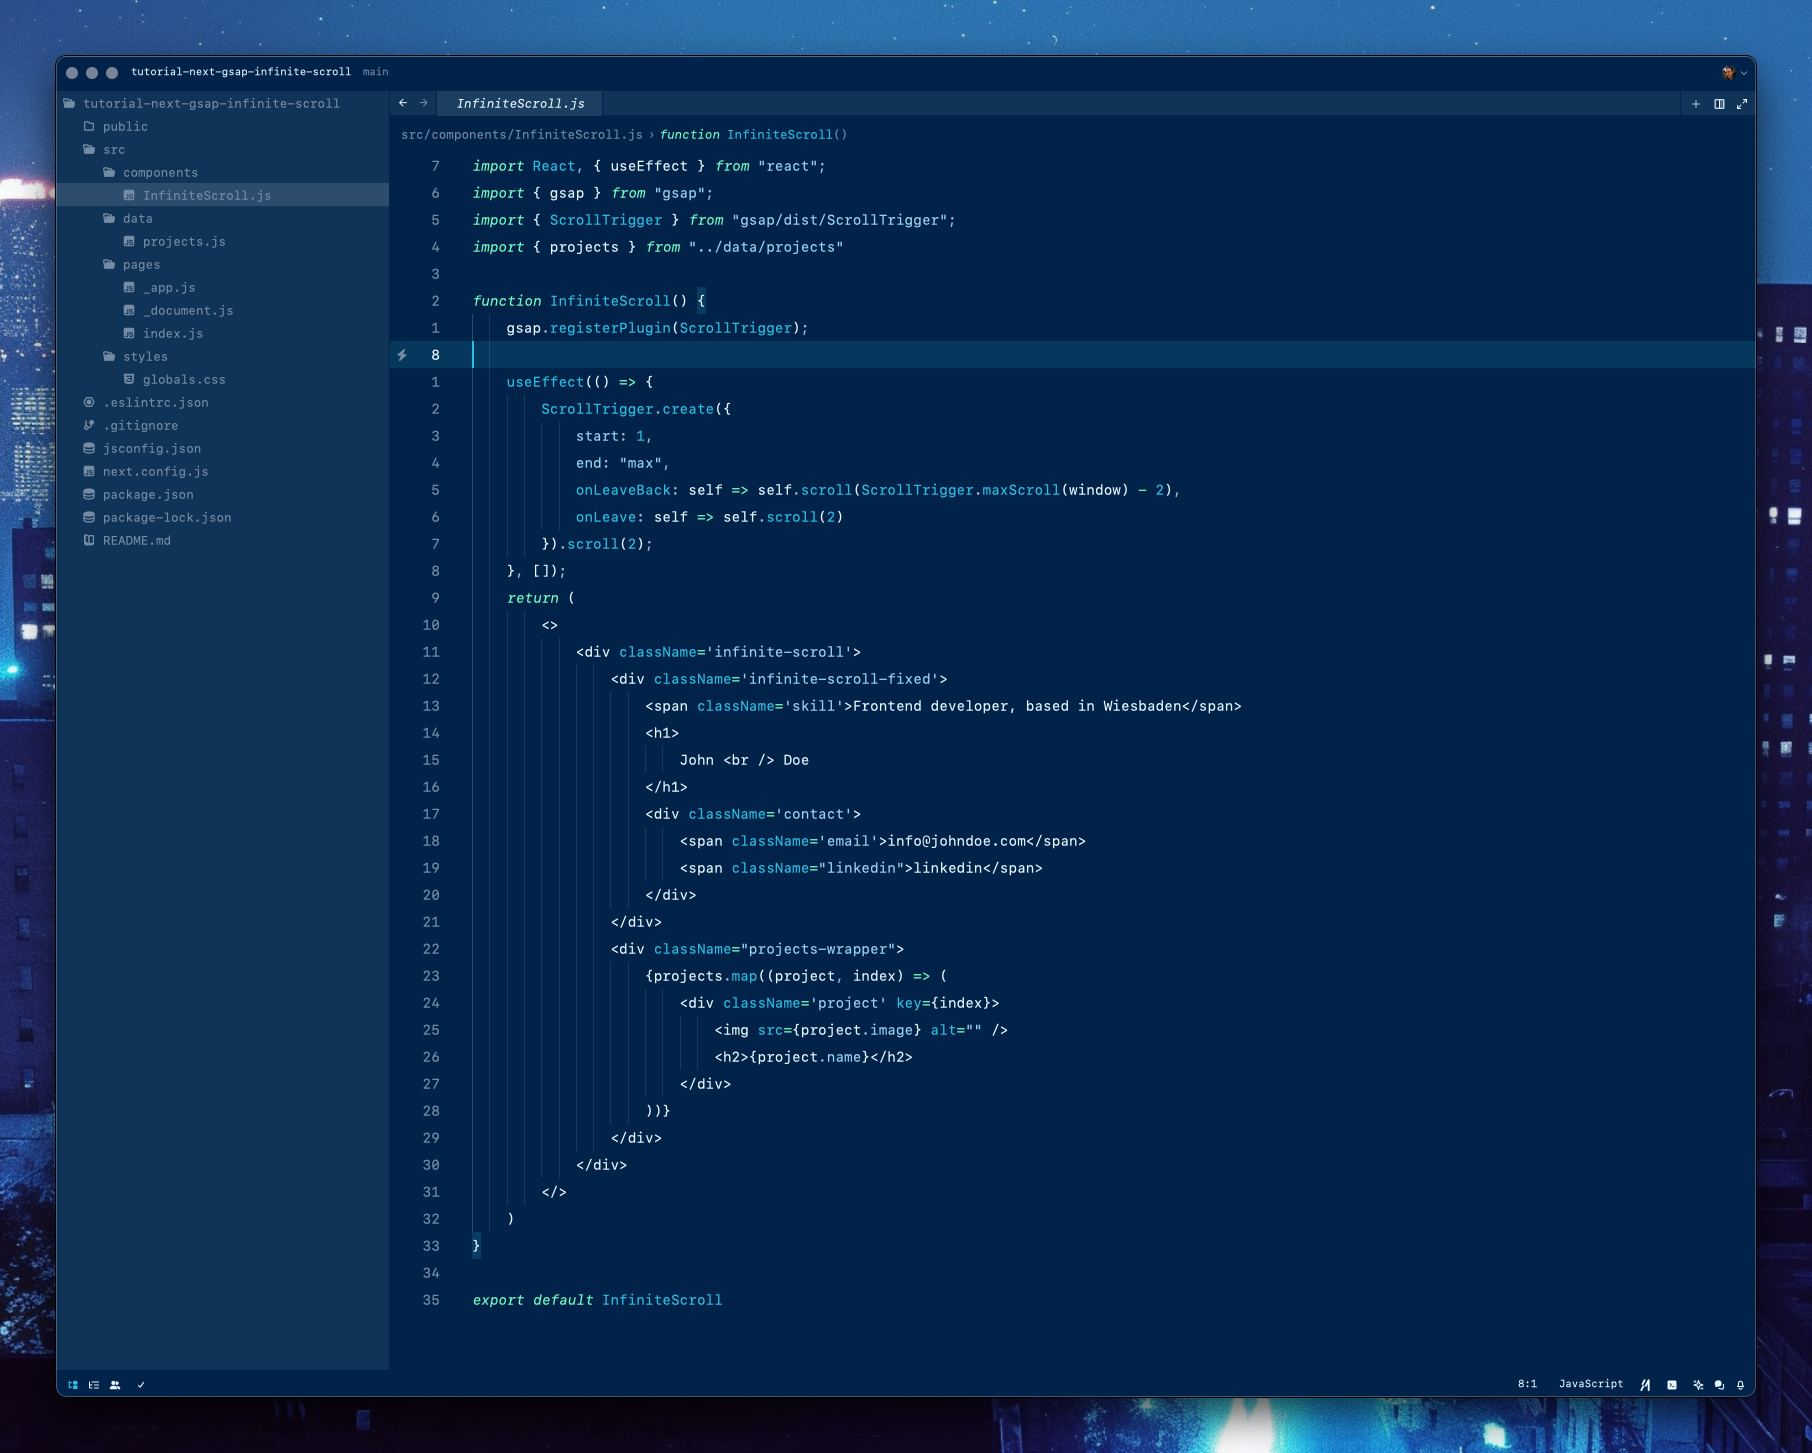 tutorial-next-gsap-infinite-scroll main
tutorial-next-gsap-infinite-scroll
public
src
components
InfiniteScroll.js
data
projects.js
pages
_app.js
_document.js
index.js
styles
globals.css
.eslintrc.json
.gitignore
jsconfig.json
next.config.js
package.json
package-lock.json
README.md
InfiniteScroll.js
src/components/InfiniteScroll.js › function InfiniteScroll()
7 import React, { useEffect } from "react";
6 import { gsap } from "gsap";
5 import { ScrollTrigger } from "gsap/dist/ScrollTrigger";
4 import { projects } from "../data/projects"
3
2 function InfiniteScroll() {
1     gsap.registerPlugin(ScrollTrigger);
8
1     useEffect(() => {
2         ScrollTrigger.create({
3             start: 1,
4             end: "max",
5             onLeaveBack: self => self.scroll(ScrollTrigger.maxScroll(window) - 2),
6             onLeave: self => self.scroll(2)
7         }).scroll(2);
8     }, []);
9     return (
10         <>
11             <div className='infinite-scroll'>
12                 <div className='infinite-scroll-fixed'>
13                     <span className='skill'>Frontend developer, based in Wiesbaden</span>
14                     <h1>
15                         John <br /> Doe
16                     </h1>
17                     <div className='contact'>
18                         <span className='email'>info@johndoe.com</span>
19                         <span className="linkedin">linkedin</span>
20                     </div>
21                 </div>
22                 <div className="projects-wrapper">
23                     {projects.map((project, index) => (
24                         <div className='project' key={index}>
25                             <img src={project.image} alt="" />
26                             <h2>{project.name}</h2>
27                         </div>
28                     ))}
29                 </div>
30             </div>
31         </>
32     )
33 }
34
35 export default InfiniteScroll
8:1 JavaScript